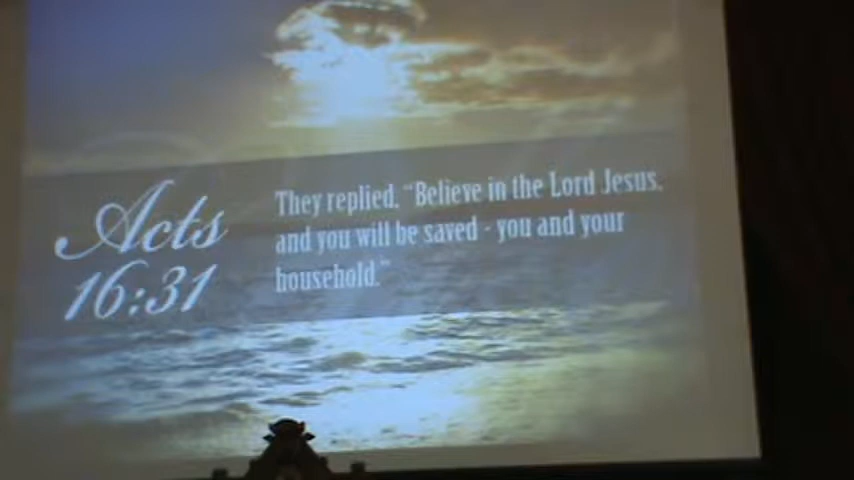 Acts
16:31
They replied, "Believe in the Lord Jesus,
and you will be saved - you and your
household."